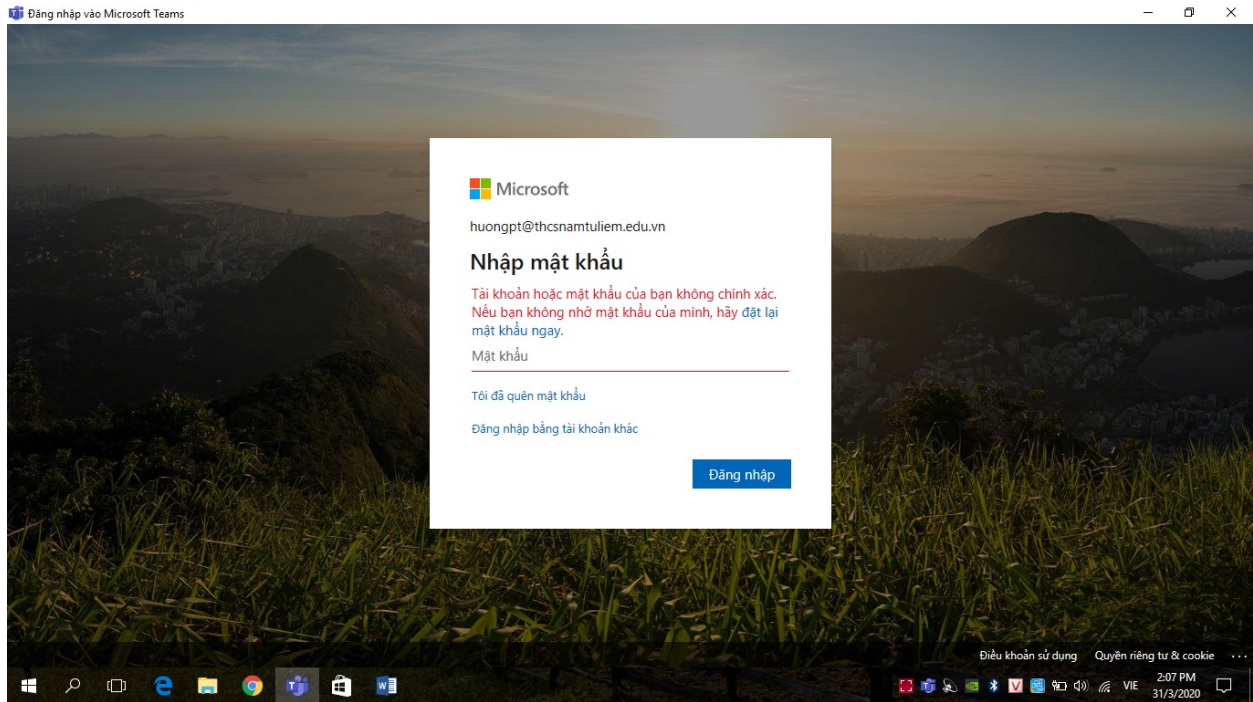 Đăng nhập vào Microsoft Teams
Microsoft
huongpt@thcsnamtuliem.edu.vn
Nhập mật khẩu
Tài khoản hoặc mật khẩu của bạn không chính xác.
Nếu bạn không nhớ mật khẩu của mình, hãy đặt lại
mật khẩu ngay.
Mật khẩu
Tôi đã quên mật khẩu
Đăng nhập bằng tài khoản khác
Đăng nhập
Điều khoản sử dụng Quyền riêng tư & cookie ...
VIE 2:07 PM
31/3/2020